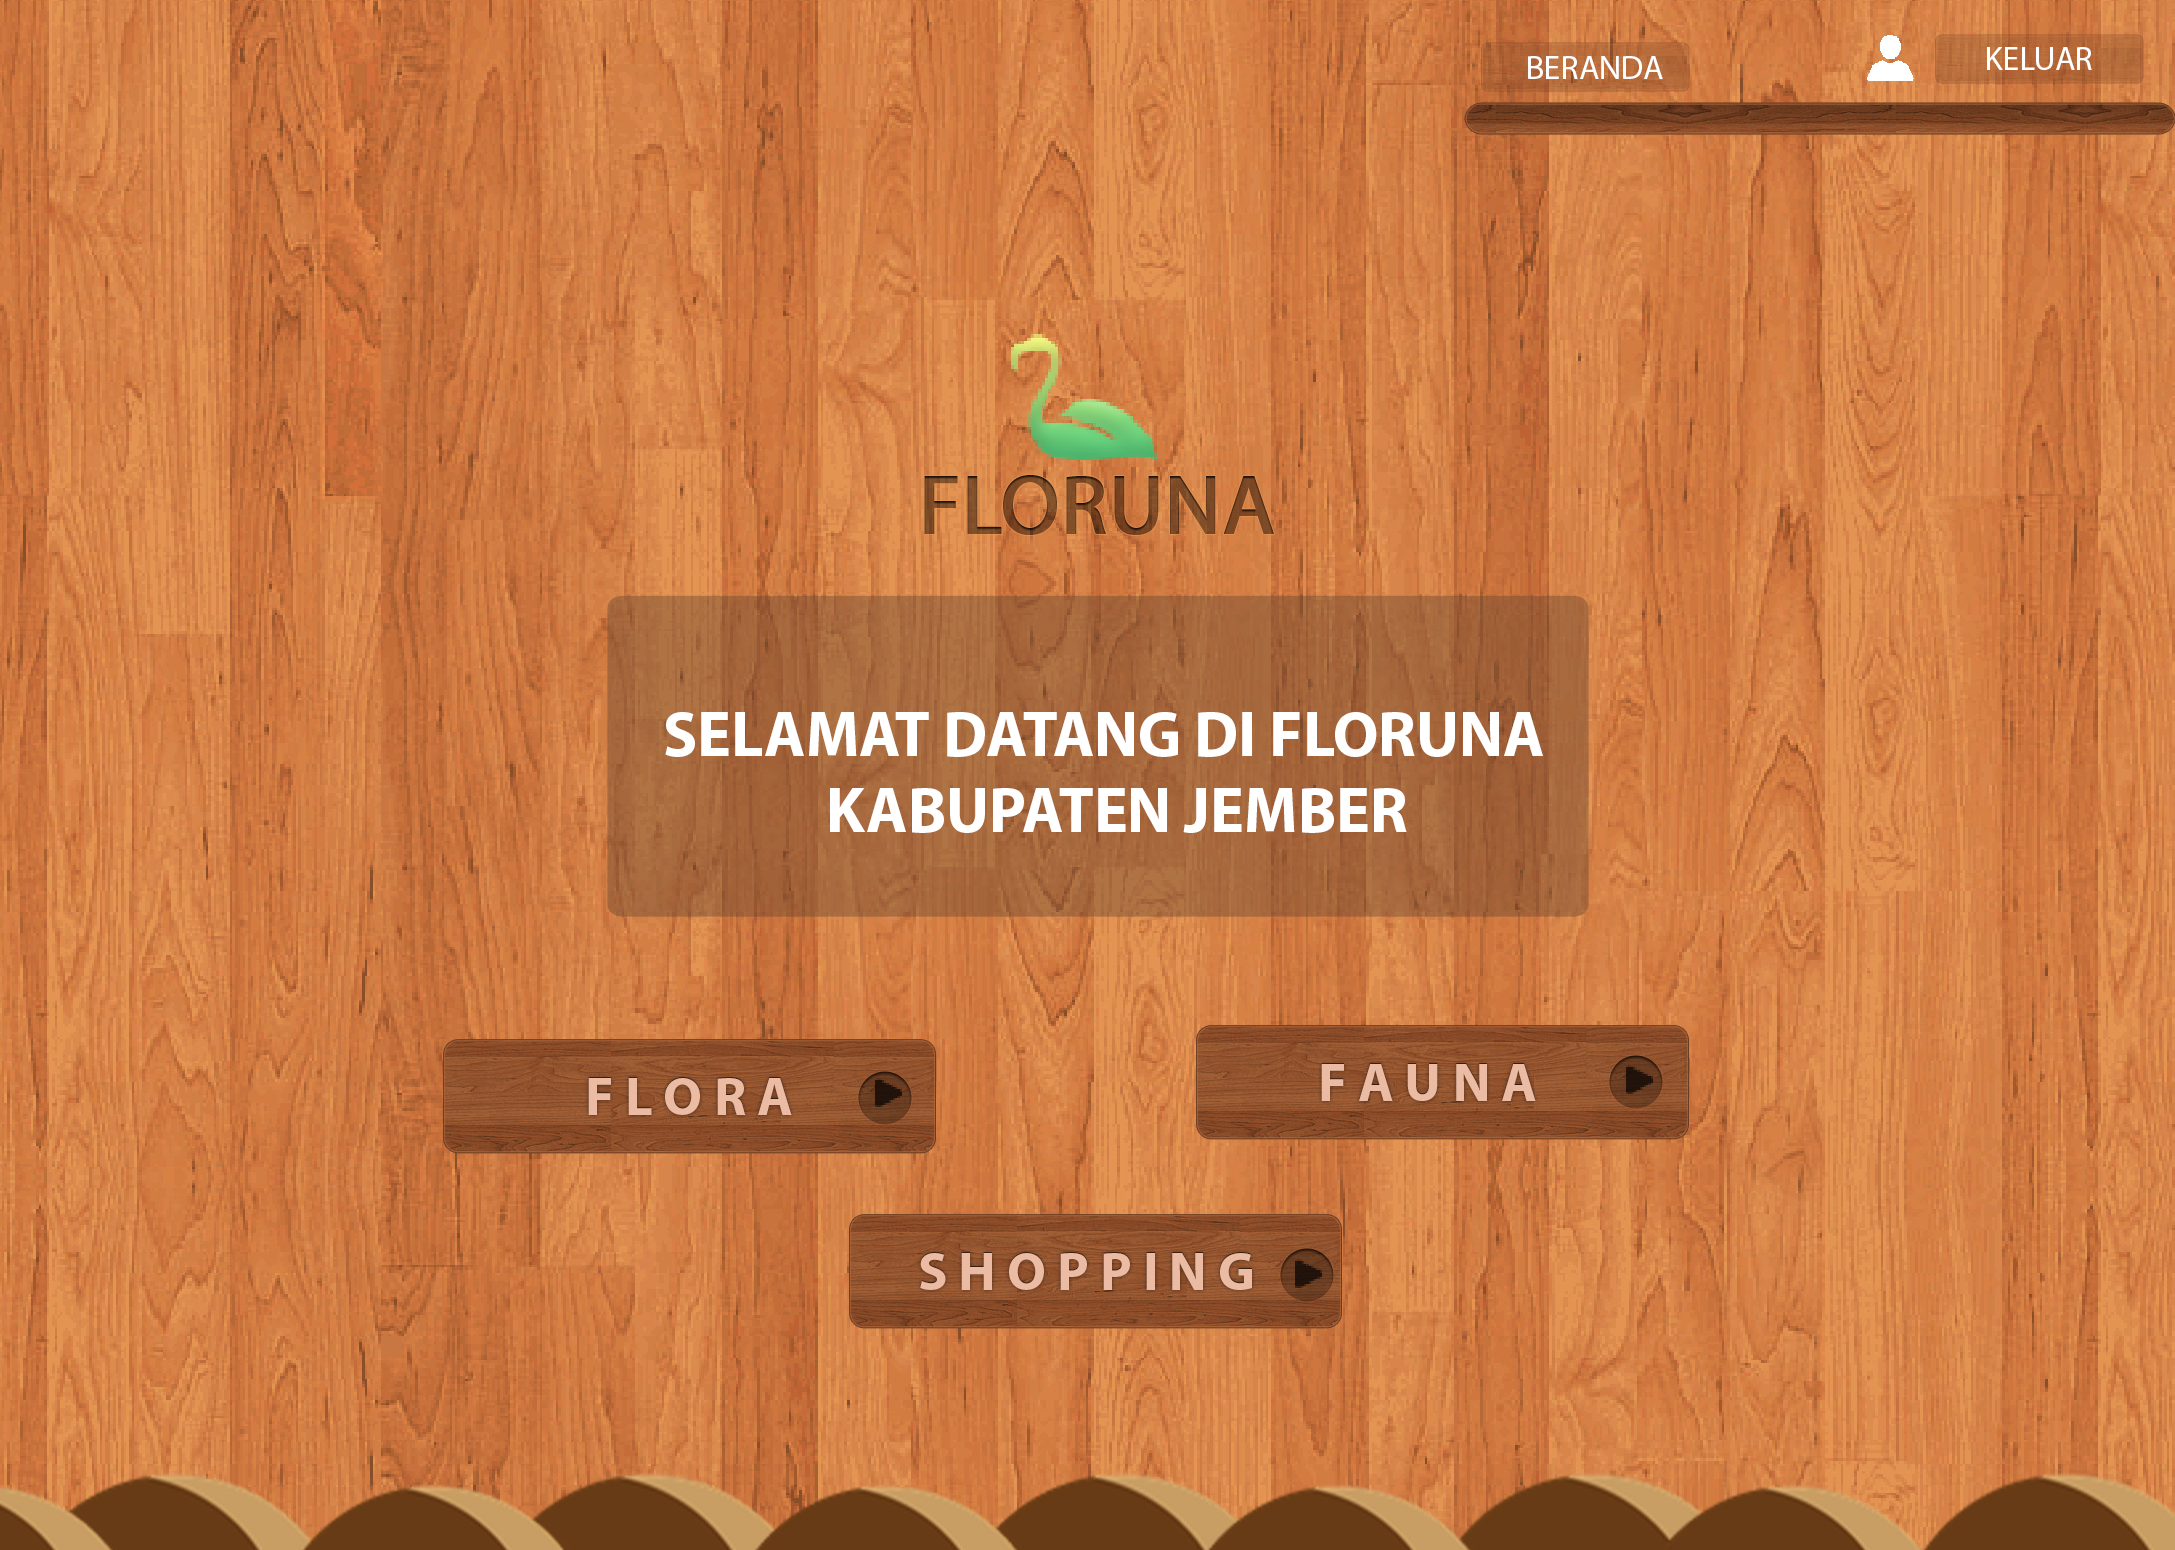 BERANDA
KELUAR
FLORUNA
SELAMAT DATANG DI FLORUNA
KABUPATEN JEMBER
FLORA
FAUNA
SHOPPING